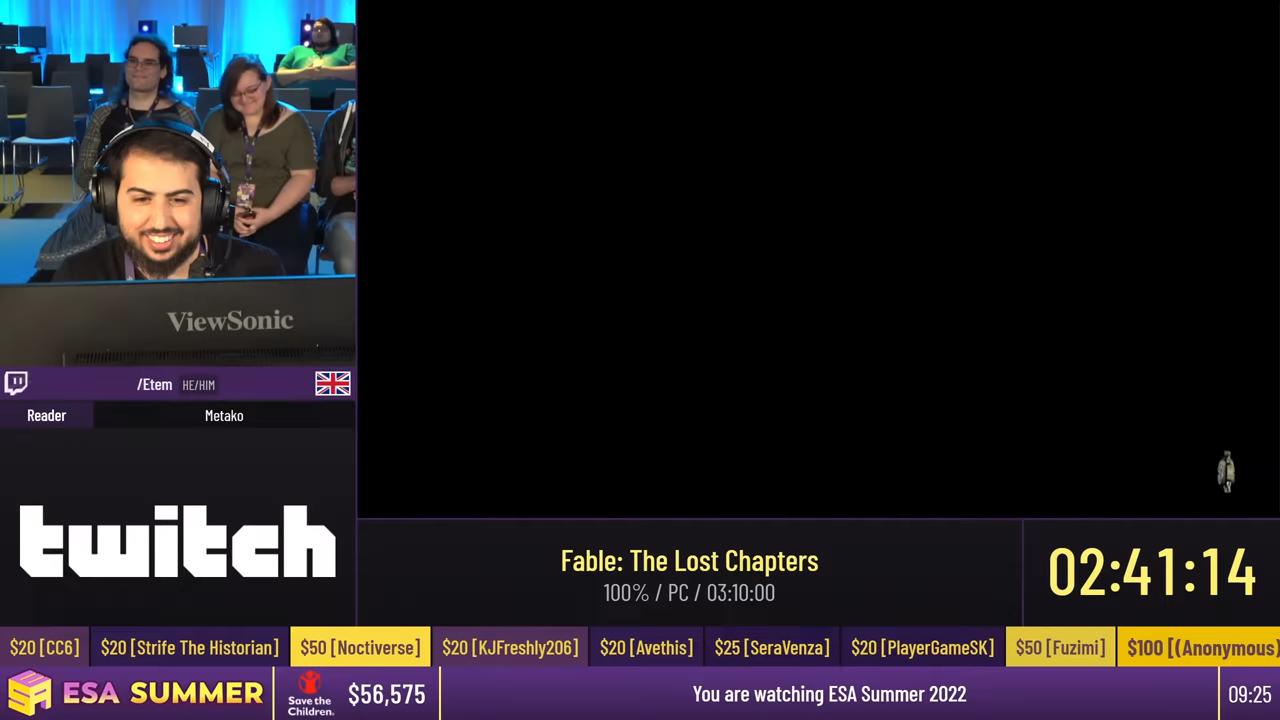 ViewSonic
/Etem HE/HIM
Reader Metako
twitch
Fable: The Lost Chapters
100% / PC / 03:10:00
02:41:14
$20 [CC6] $20 [Strife The Historian] $50 [Noctiverse] $20 [KJFreshly206] $20 [Avethis] $25 [SeraVenza] $20 [PlayerGameSK] $50 [Fuzimi] $100 [(Anonymous)
ESA SUMMER
Save the
Children.
$56,575
You are watching ESA Summer 2022
09:25